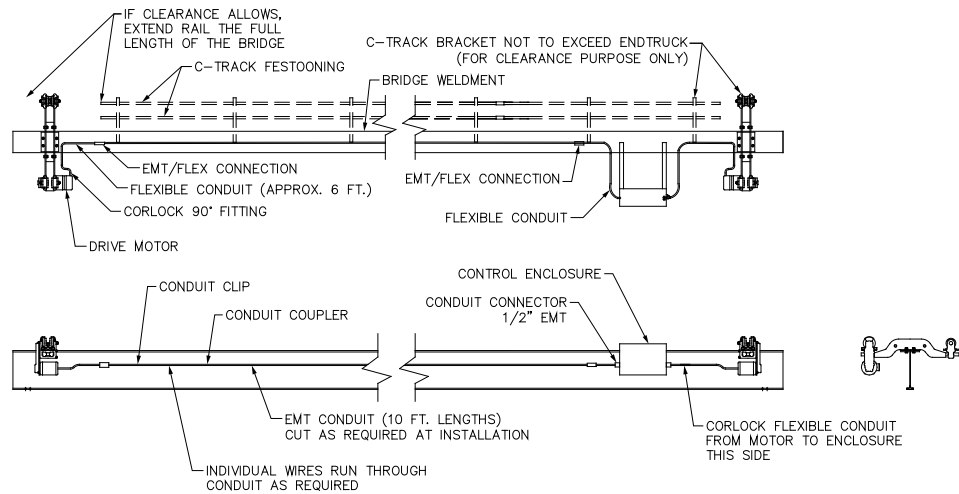 IF CLEARANCE ALLOWS,
EXTEND RAIL THE FULL
LENGTH OF THE BRIDGE
C-TRACK FESTOONING
C-TRACK BRACKET NOT TO EXCEED ENDTRUCK
(FOR CLEARANCE PURPOSE ONLY)
BRIDGE WELDMENT
EMT/FLEX CONNECTION
FLEXIBLE CONDUIT (APPROX. 6 FT.)
CORLOCK 90° FITTING
DRIVE MOTOR
EMT/FLEX CONNECTION
FLEXIBLE CONDUIT
CONDUIT CLIP
CONDUIT COUPLER
CONTROL ENCLOSURE
CONDUIT CONNECTOR
1/2" EMT
EMT CONDUIT (10 FT. LENGTHS)
CUT AS REQUIRED AT INSTALLATION
INDIVIDUAL WIRES RUN THROUGH
CONDUIT AS REQUIRED
CORLOCK FLEXIBLE CONDUIT
FROM MOTOR TO ENCLOSURE
THIS SIDE